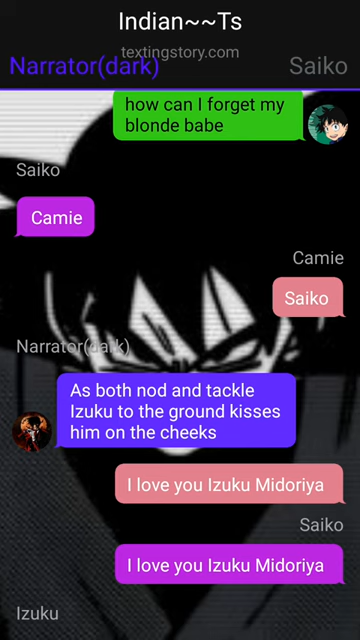 Indian~~Ts
textingstory.com
Narrator(dark)
Saiko
how can I forget my
blonde babe
Saiko
Camie
Camie
Saiko
Narrator(dark)
As both nod and tackle
Izuku to the ground kisses
him on the cheeks
I love you Izuku Midoriya
Saiko
I love you Izuku Midoriya
Izuku